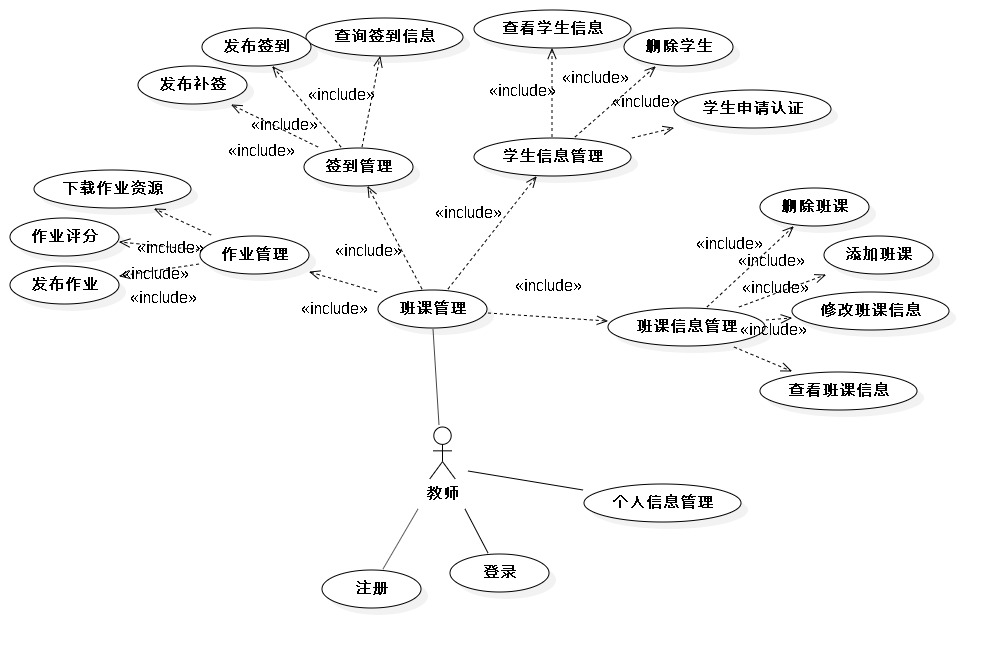 查看学生信息
查询签到信息
发布签到
删除学生
«include»
发布补签
«include»
«include»
«include»
学生申请认证
«include»
«include»
学生信息管理
签到管理
下载作业资源
删除班课
«include»
作业评分
«include»
«include»
«include»
作业管理
添加班课
«include»
«include»
发布作业
«include»
«include»
«include»
«include»
班课管理
修改班课信息
班课信息管理
«include»
查看班课信息
教师
个人信息管理
登录
注册